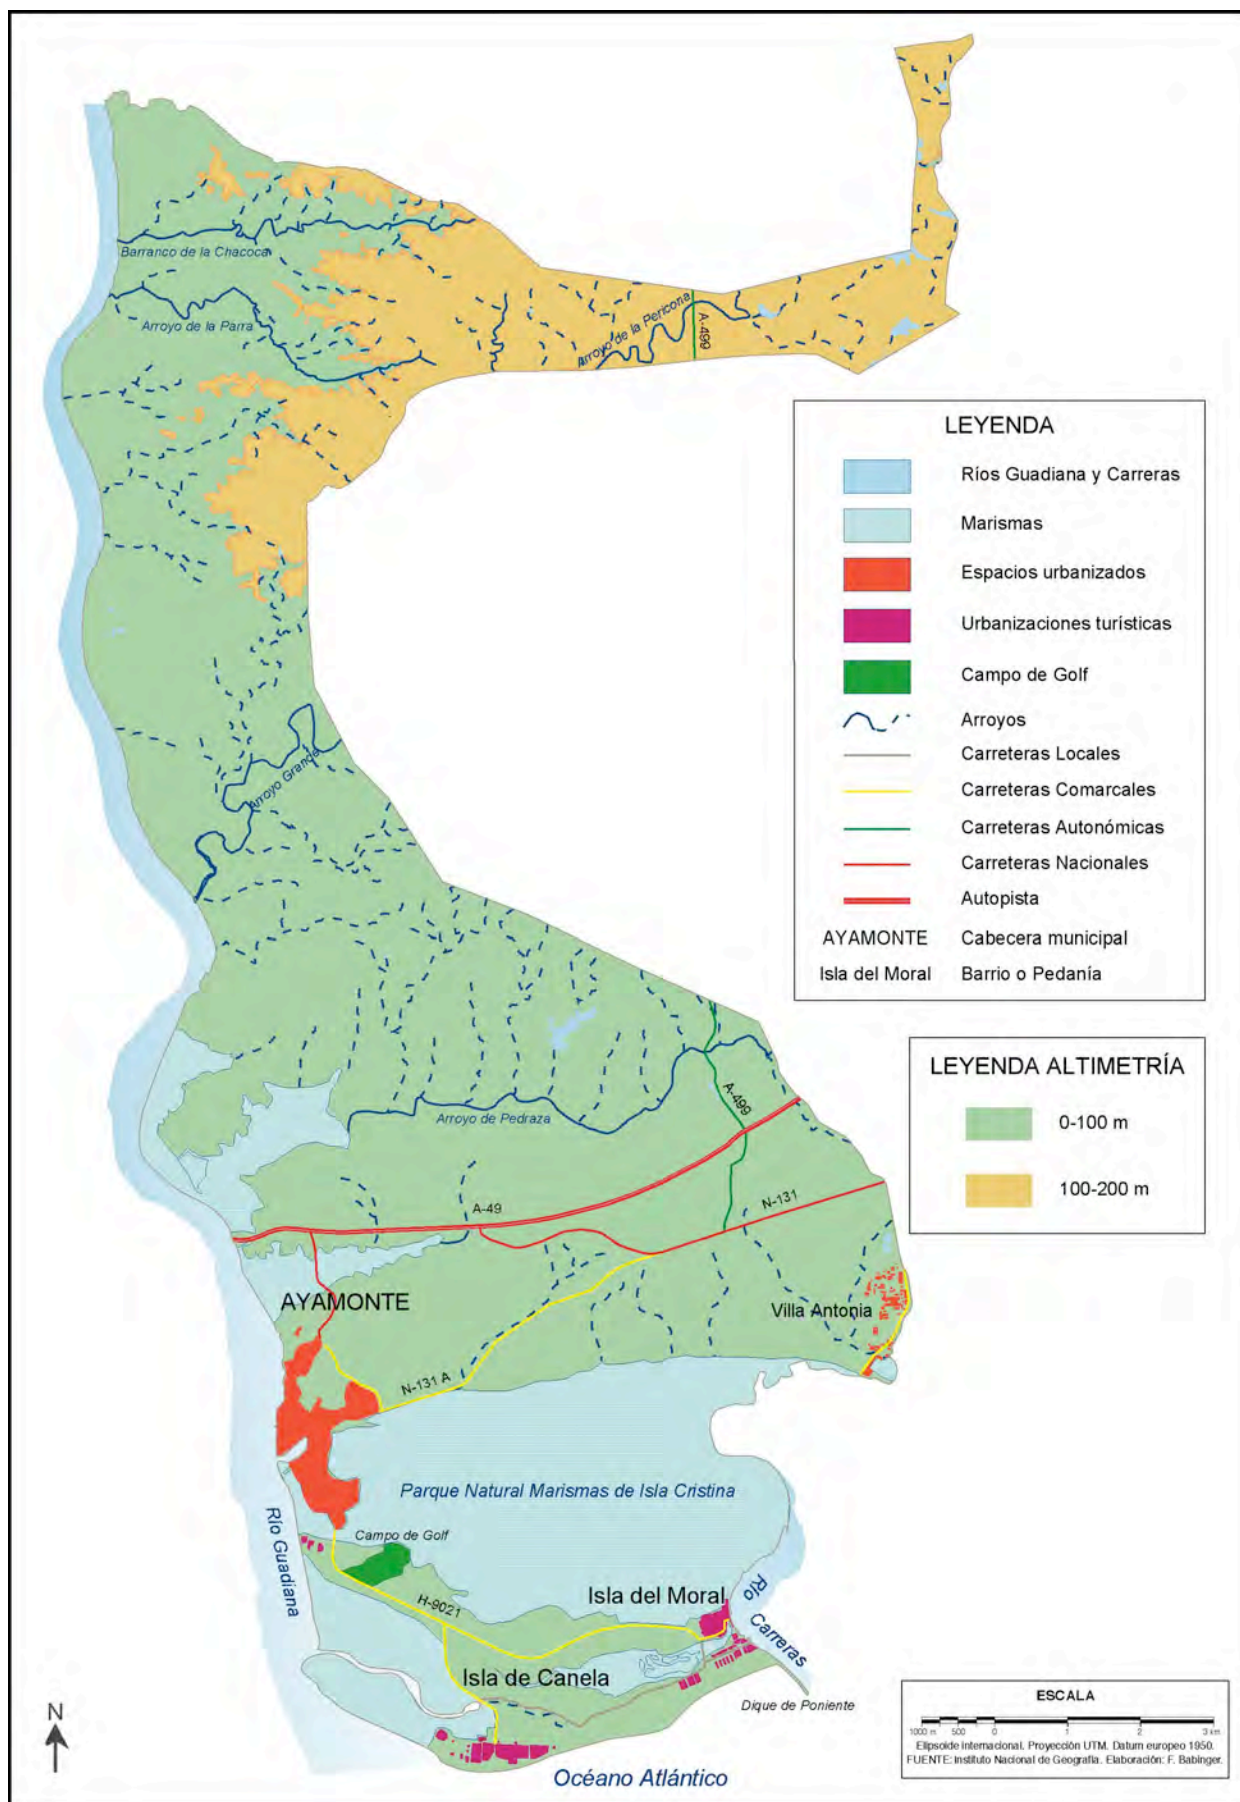 Barranco de la Chacoca
Arroyo de la Parra
Arroyo de la Pericona
A-499
LEYENDA
Ríos Guadiana y Carreras
Marismas
Espacios urbanizados
Urbanizaciones turísticas
Campo de Golf
Arroyos
Carreteras Locales
Carreteras Comarcales
Carreteras Autonómicas
Carreteras Nacionales
Autopista
AYAMONTE Cabecera municipal
Isla del Moral Barrio o Pedanía
Arroyo Grande
LEYENDA ALTIMETRÍA
0-100 m
100-200 m
Arroyo de Pedraza
A-499
A-49
N-131
AYAMONTE
Villa Antonia
N-131 A
Parque Natural Marismas de Isla Cristina
Río Guadiana
Campo de Golf
H-9021
Isla del Moral
Río Carreras
Isla de Canela
Dique de Poniente
N
Océano Atlántico
ESCALA
1000 m 500 0 1 2 3 km
Elipsoide internacional. Proyección UTM. Datum europeo 1950.
FUENTE: Instituto Nacional de Geografía. Elaboración: F. Babinger.